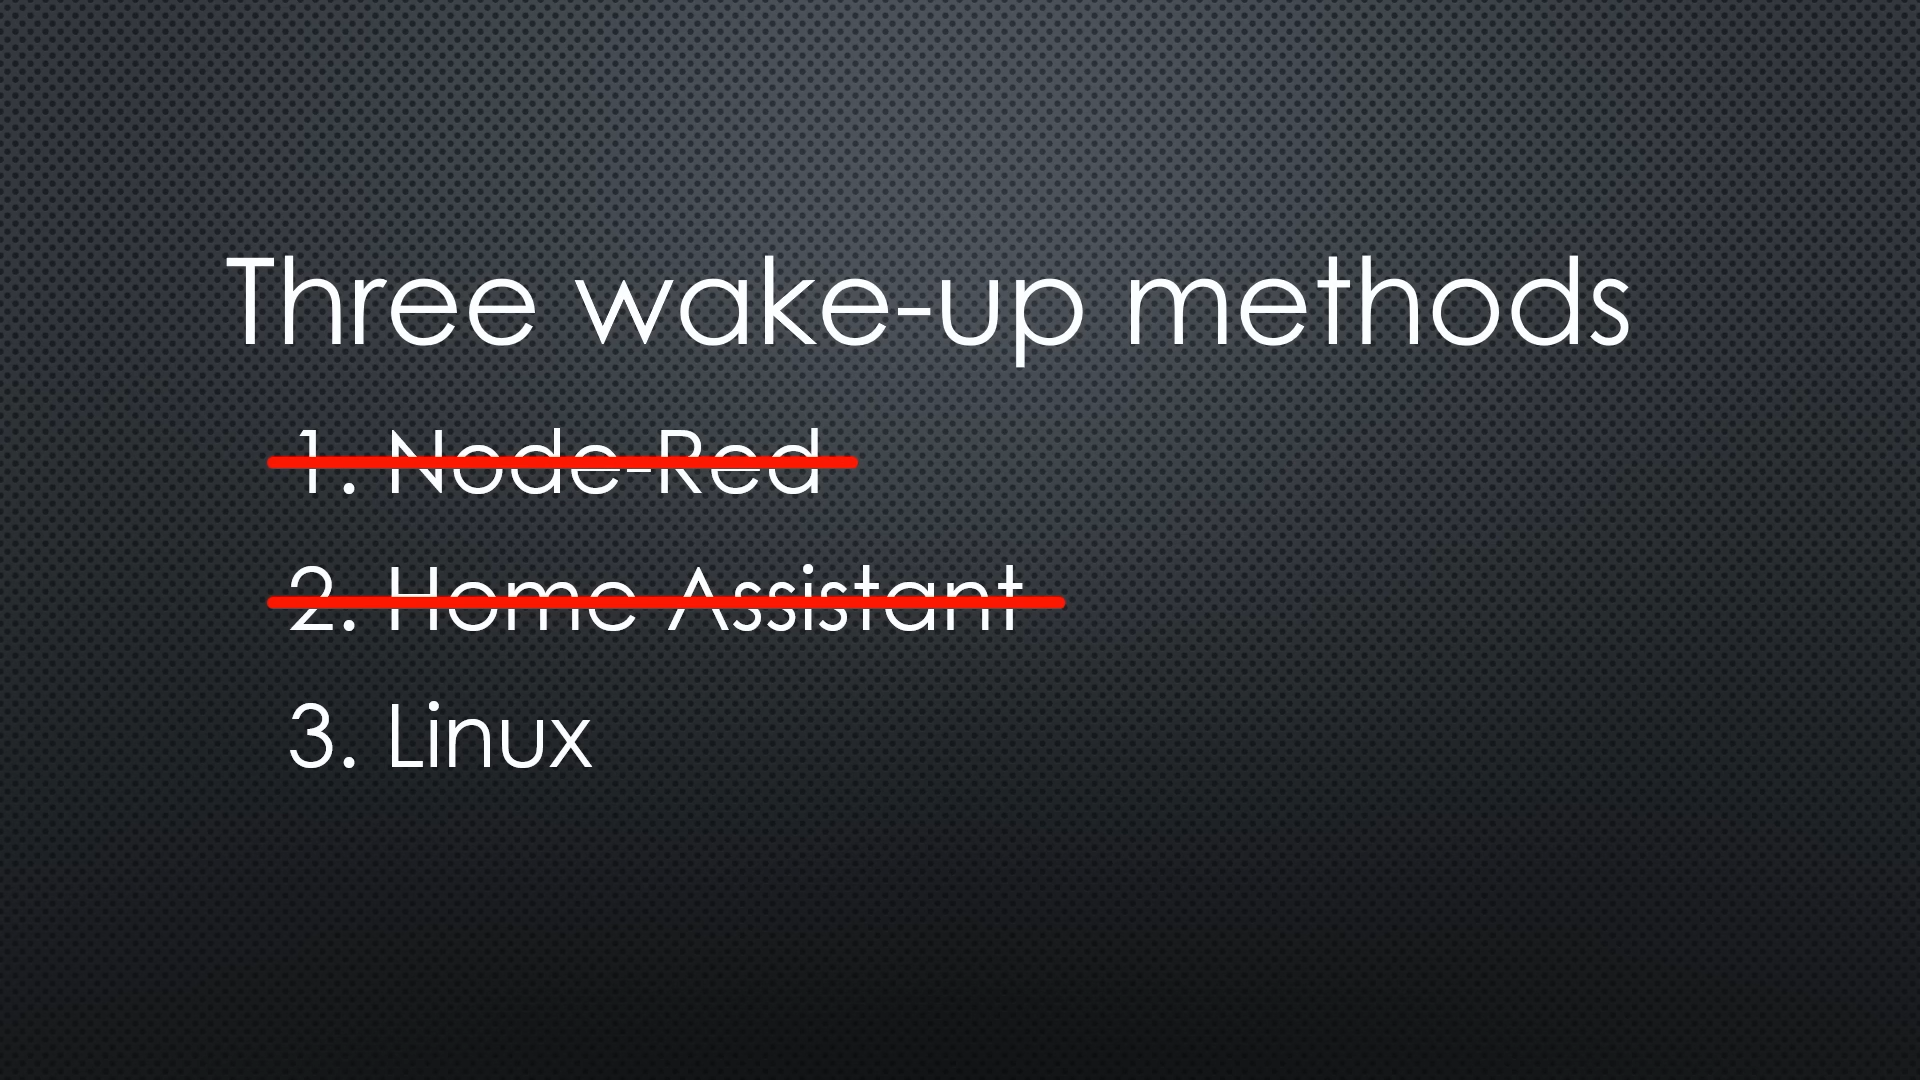 Three wake-up methods
1. Node-Red
2. Home Assistant
3. Linux